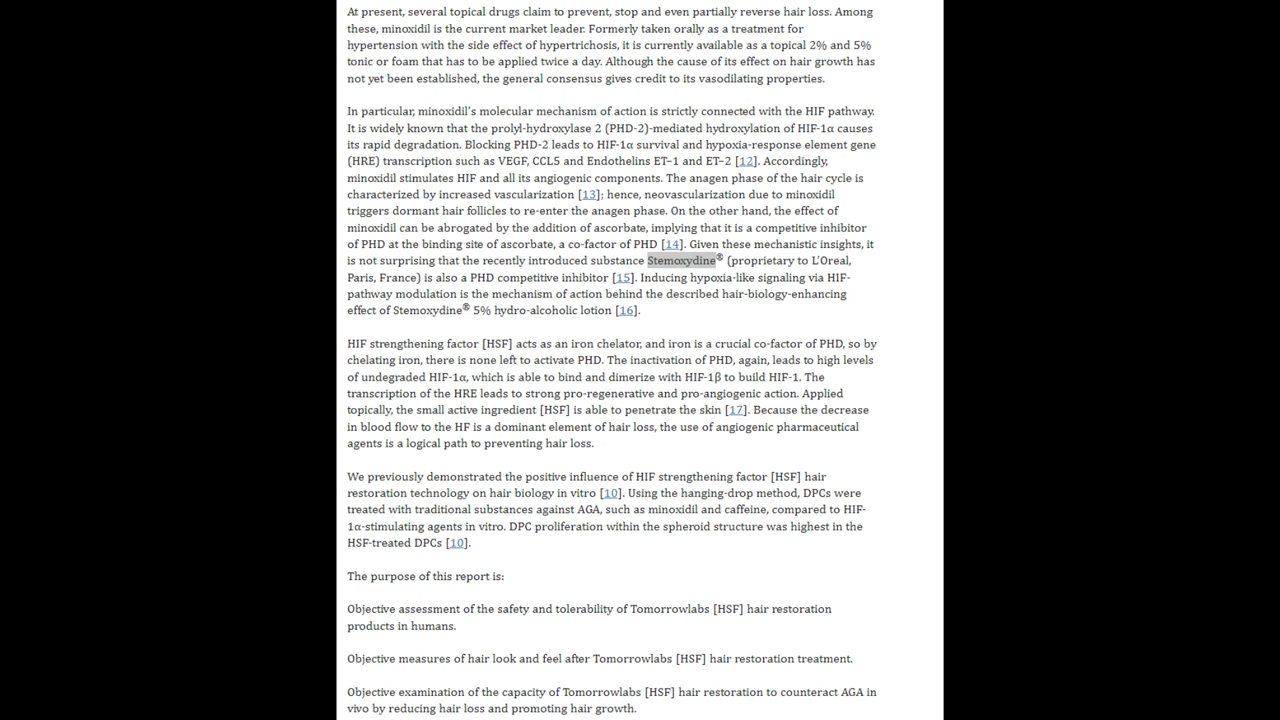 At present, several topical drugs claim to prevent, stop and even partially reverse hair loss. Among
these, minoxidil is the current market leader. Formerly taken orally as a treatment for
hypertension with the side effect of hypertrichosis, it is currently available as a topical 2% and 5%
tonic or foam that has to be applied twice a day. Although the cause of its effect on hair growth has
not yet been established, the general consensus gives credit to its vasodilating properties.
In particular, minoxidil's molecular mechanism of action is strictly connected with the HIF pathway.
It is widely known that the prolyl-hydroxylase 2 (PHD-2)-mediated hydroxylation of HIF-1α causes
its rapid degradation. Blocking PHD-2 leads to HIF-1α survival and hypoxia-response element gene
(HRE) transcription such as VEGF, CCL5 and Endothelins ET–1 and ET–2 [12]. Accordingly,
minoxidil stimulates HIF and all its angiogenic components. The anagen phase of the hair cycle is
characterized by increased vascularization [13]; hence, neovascularization due to minoxidil
triggers dormant hair follicles to re-enter the anagen phase. On the other hand, the effect of
minoxidil can be abrogated by the addition of ascorbate, implying that it is a competitive inhibitor
of PHD at the binding site of ascorbate, a co-factor of PHD [14]. Given these mechanistic insights, it
is not surprising that the recently introduced substance Stemoxydine® (proprietary to L'Oreal,
Paris, France) is also a PHD competitive inhibitor [15]. Inducing hypoxia-like signaling via HIF-
pathway modulation is the mechanism of action behind the described hair-biology-enhancing
effect of Stemoxydine® 5% hydro-alcoholic lotion [16].
HIF strengthening factor [HSF] acts as an iron chelator, and iron is a crucial co-factor of PHD, so by
chelating iron, there is none left to activate PHD. The inactivation of PHD, again, leads to high levels
of undegraded HIF-1α, which is able to bind and dimerize with HIF-1β to build HIF-1. The
transcription of the HRE leads to strong pro-regenerative and pro-angiogenic action. Applied
topically, the small active ingredient [HSF] is able to penetrate the skin [17]. Because the decrease
in blood flow to the HF is a dominant element of hair loss, the use of angiogenic pharmaceutical
agents is a logical path to preventing hair loss.
We previously demonstrated the positive influence of HIF strengthening factor [HSF] hair
restoration technology on hair biology in vitro [10]. Using the hanging-drop method, DPCs were
treated with traditional substances against AGA, such as minoxidil and caffeine, compared to HIF-
1α-stimulating agents in vitro. DPC proliferation within the spheroid structure was highest in the
HSF-treated DPCs [10].
The purpose of this report is:
Objective assessment of the safety and tolerability of Tomorrowlabs [HSF] hair restoration
products in humans.
Objective measures of hair look and feel after Tomorrowlabs [HSF] hair restoration treatment.
Objective examination of the capacity of Tomorrowlabs [HSF] hair restoration to counteract AGA in
vivo by reducing hair loss and promoting hair growth.